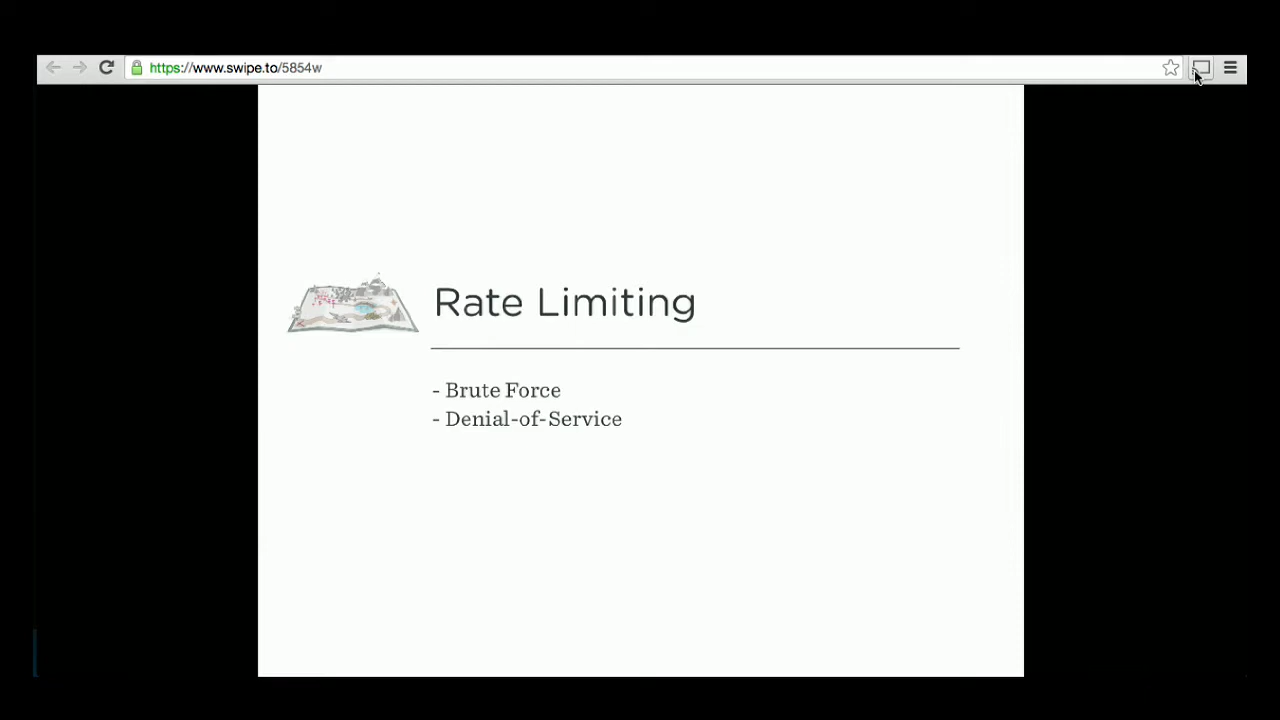 https://www.swipe.to/5854w
Rate Limiting
- Brute Force
- Denial-of-Service